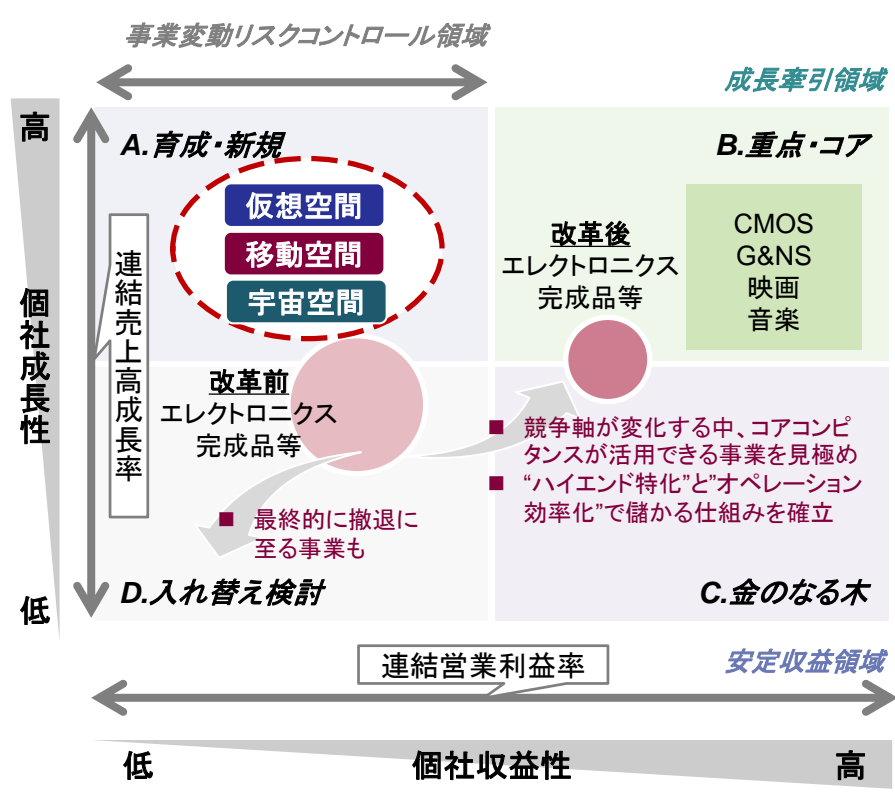 事業変動リスクコントロール領域
成長牽引領域
高
A.育成・新規
B.重点・コア
仮想空間
移動空間
宇宙空間
改革後
エレクトロニクス
完成品等
CMOS
G&NS
映画
音楽
連結売上高成長率
個社成長性
改革前
エレクトロニクス
完成品等
■ 競争軸が変化する中、コアコンピ
タンスが活用できる事業を見極め
■ “ハイエンド特化”と”オペレーション
効率化”で儲かる仕組みを確立
■ 最終的に撤退に
至る事業も
低
D.入れ替え検討
C.金のなる木
連結営業利益率
安定収益領域
低
個社収益性
高